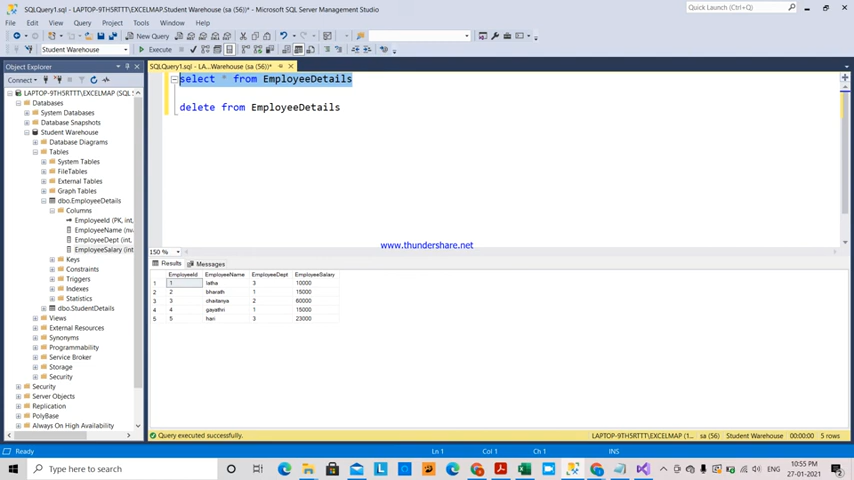 SQLQuery1.sql - LAPTOP-9TH5RTTT\EXCELMAP.Student Warehouse (sa (56))* - Microsoft SQL Server Management Studio
Quick Launch (Ctrl+Q)
File Edit View Query Project Tools Window Help
New Query
Student Warehouse
Execute
Object Explorer
SQLQuery1.sql - LA...Warehouse (sa (56))*
Connect
LAPTOP-9TH5RTTT\EXCELMAP (SQL S
Databases
System Databases
Database Snapshots
Student Warehouse
Database Diagrams
Tables
System Tables
FileTables
External Tables
Graph Tables
dbo.EmployeeDetails
Columns
EmployeeId (PK, int,
EmployeeName (nva
EmployeeDept (int,
EmployeeSalary (int
Keys
Constraints
Triggers
Indexes
Statistics
dbo.StudentDetails
Views
External Resources
Synonyms
Programmability
Service Broker
Storage
Security
Security
Server Objects
Replication
PolyBase
Always On High Availability
select * from EmployeeDetails
delete from EmployeeDetails
www.thundershare.net
150 %
Results Messages
EmployeeId EmployeeName EmployeeDept EmployeeSalary
1 1 latha 3 10000
2 2 bharath 1 15000
3 3 chaitanya 2 60000
4 4 gayathri 1 15000
5 5 hari 3 23000
Query executed successfully.
LAPTOP-9TH5RTTT\EXCELMAP (1... sa (56) Student Warehouse 00:00:00 5 rows
Ready
Ln 1 Col 1 Ch 1 INS
Type here to search
ENG
10:55 PM
27-01-2021
2